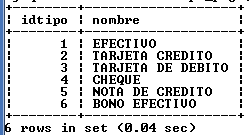 idtipo | nombre
1 | EFECTIVO
2 | TARJETA CREDITO
3 | TARJETA DE DEBITO
4 | CHEQUE
5 | NOTA DE CREDITO
6 | BONO EFECTIVO
6 rows in set (0.04 sec)